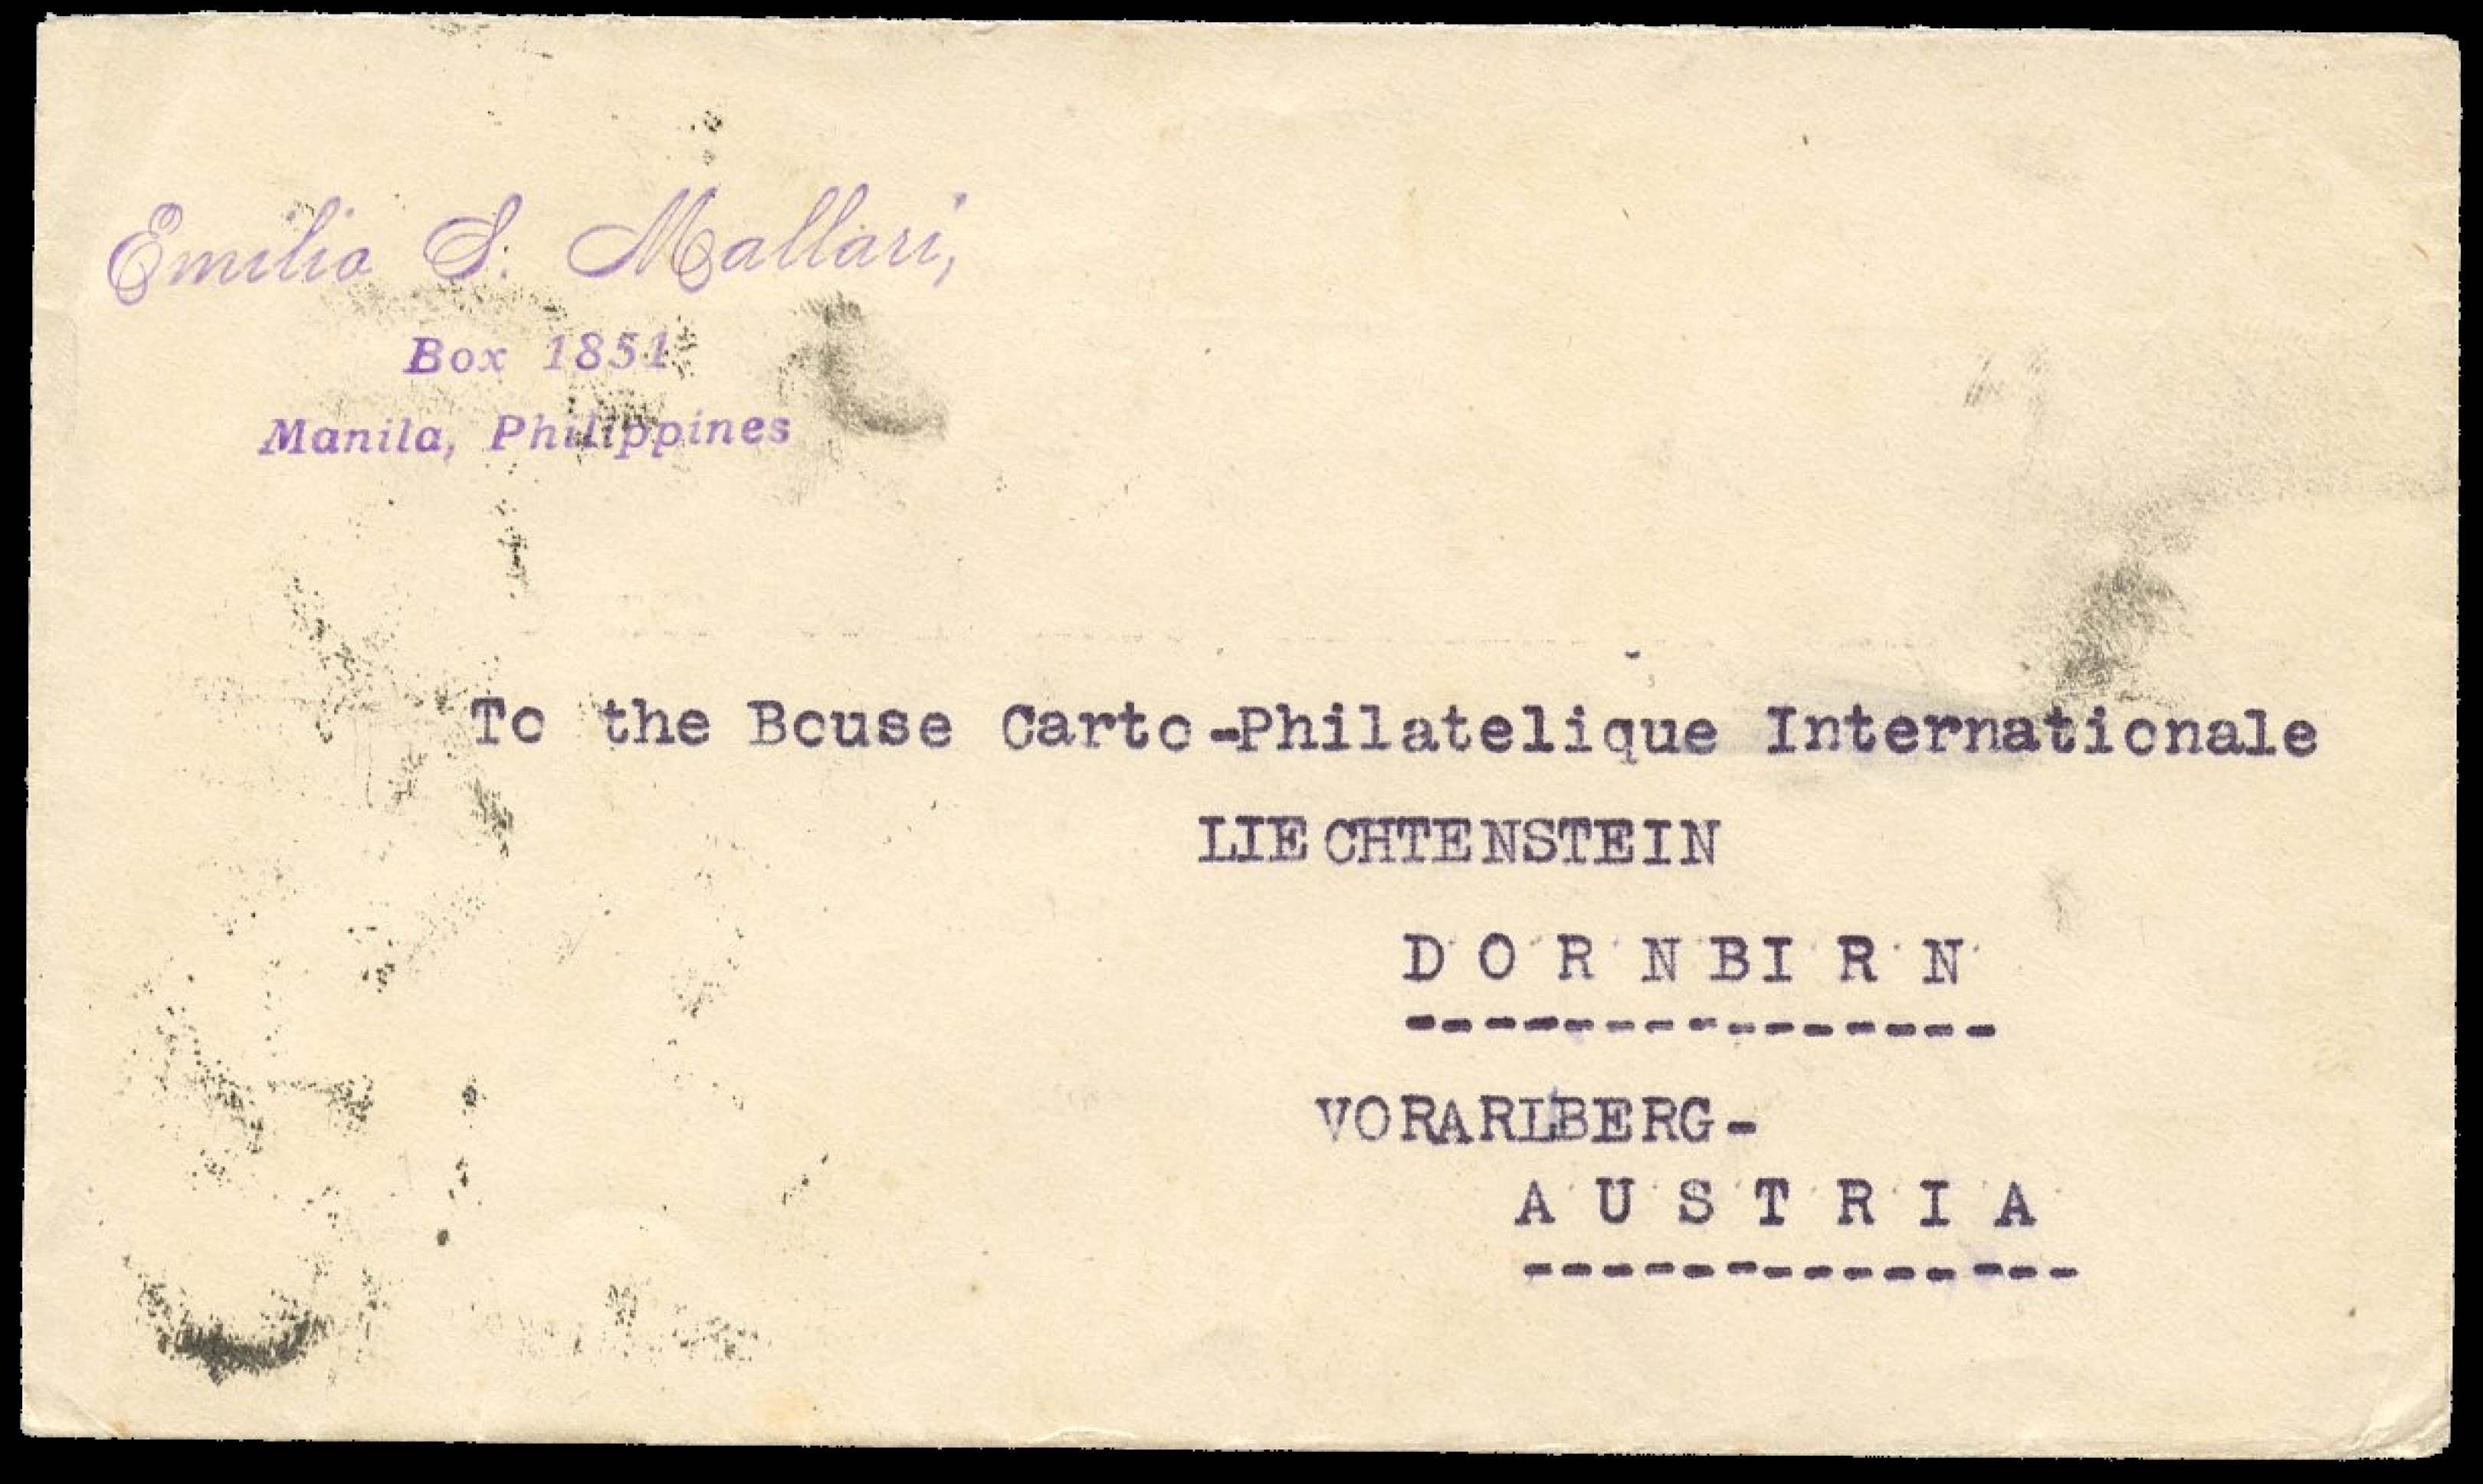 Emilio S. Mallari,
Box 1851
Manila, Philippines
To the Bouse Carto-Philatelique Internationale
LIECHTENSTEIN
D O R N B I R N
---------------
VORARLBERG-
A U S T R I A
--------------